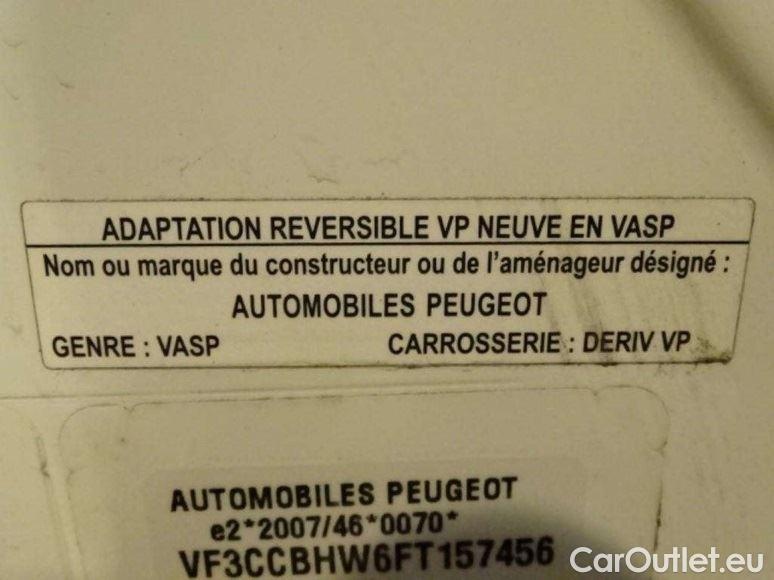 ADAPTATION REVERSIBLE VP NEUVE EN VASP
Nom ou marque du constructeur ou de l'aménageur désigné :
AUTOMOBILES PEUGEOT
GENRE : VASP CARROSSERIE : DERIV VP
AUTOMOBILES PEUGEOT
e2*2007/46*0070*
VF3CCBHW6FT157456
CarOutlet.eu